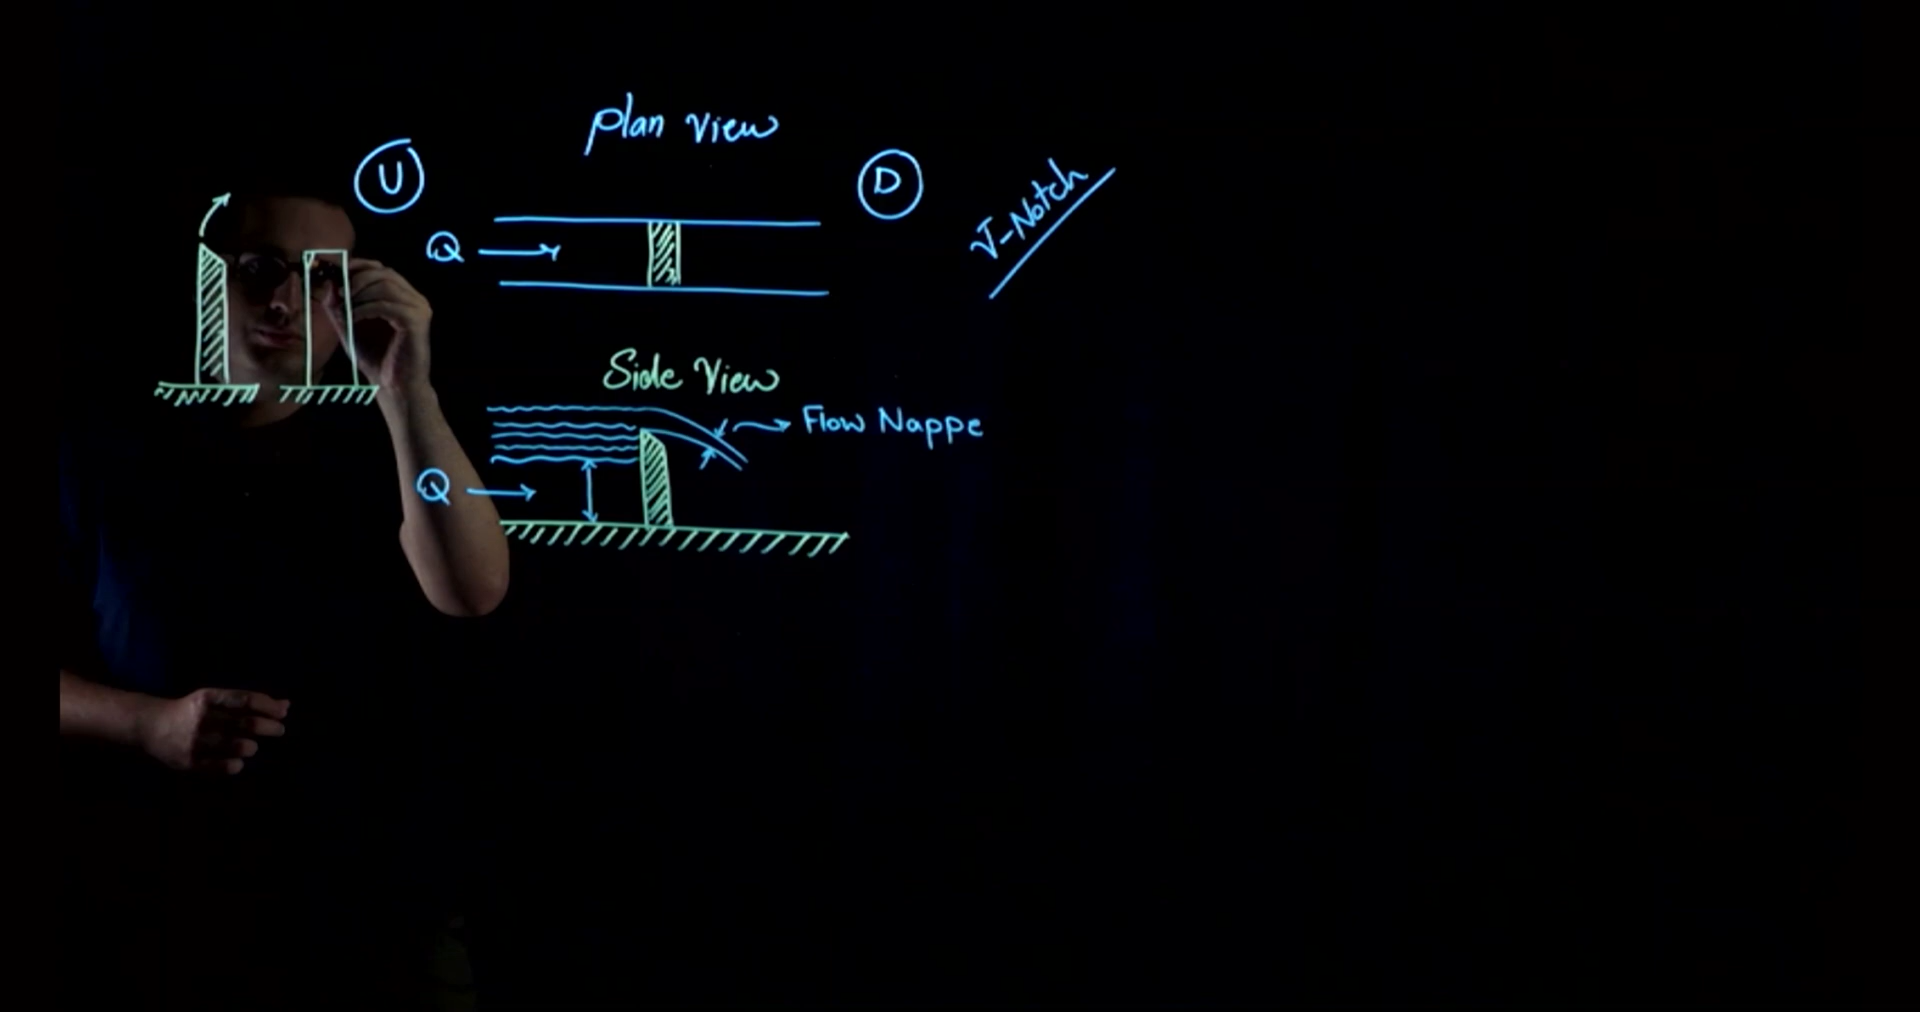 plan view
U
D
Q
V-Notch
Side View
Flow Nappe
Q